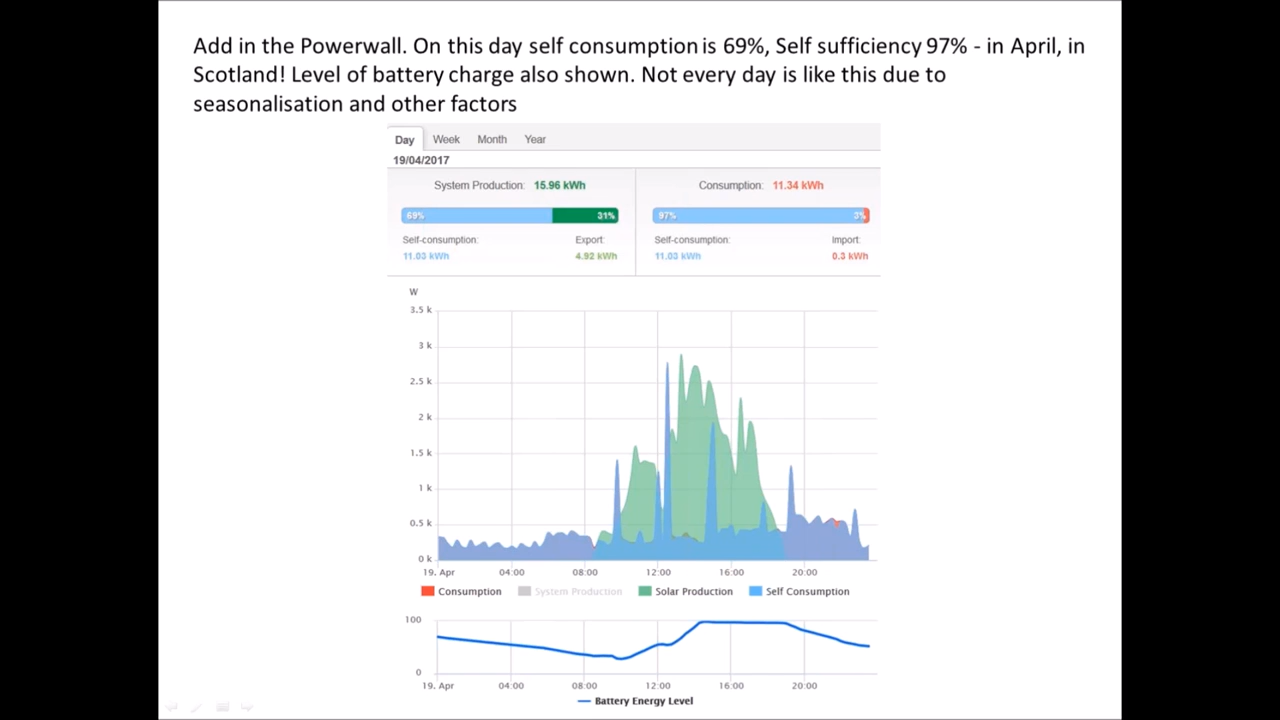 Add in the Powerwall. On this day self consumption is 69%, Self sufficiency 97% - in April, in
Scotland! Level of battery charge also shown. Not every day is like this due to
seasonalisation and other factors
Day Week Month Year
19/04/2017
System Production: 15.96 kWh Consumption: 11.34 kWh
69% 31% 97% 3%
Self-consumption: Export: Self-consumption: Import:
11.03 kWh 4.92 kWh 11.03 kWh 0.3 kWh
W
3.5 k
3 k
2.5 k
2 k
1.5 k
1 k
0.5 k
0 k
19. Apr 04:00 08:00 12:00 16:00 20:00
Consumption System Production Solar Production Self Consumption
100
0
19. Apr 04:00 08:00 12:00 16:00 20:00
Battery Energy Level